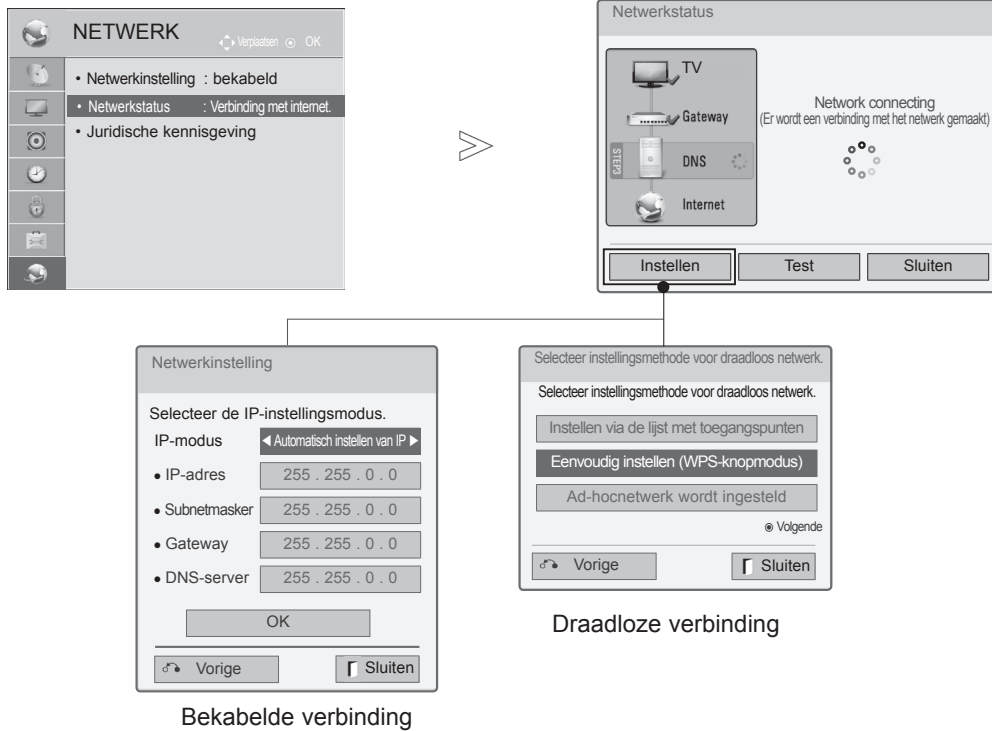 NETWERK
Verplaatsen OK
• Netwerkinstelling : bekabeld
• Netwerkstatus : Verbinding met internet.
• Juridische kennisgeving
Netwerkstatus
TV
Gateway
STEP3
DNS
Internet
Network connecting
(Er wordt een verbinding met het netwerk gemaakt)
Instellen
Test
Sluiten
Netwerkinstelling
Selecteer de IP-instellingsmodus.
IP-modus ◀ Automatisch instellen van IP ▶
• IP-adres 255 . 255 . 0 . 0
• Subnetmasker 255 . 255 . 0 . 0
• Gateway 255 . 255 . 0 . 0
• DNS-server 255 . 255 . 0 . 0
OK
Vorige
Sluiten
Bekabelde verbinding
Selecteer instellingsmethode voor draadloos netwerk.
Selecteer instellingsmethode voor draadloos netwerk.
Instellen via de lijst met toegangspunten
Eenvoudig instellen (WPS-knopmodus)
Ad-hocnetwerk wordt ingesteld
Volgende
Vorige
Sluiten
Draadloze verbinding